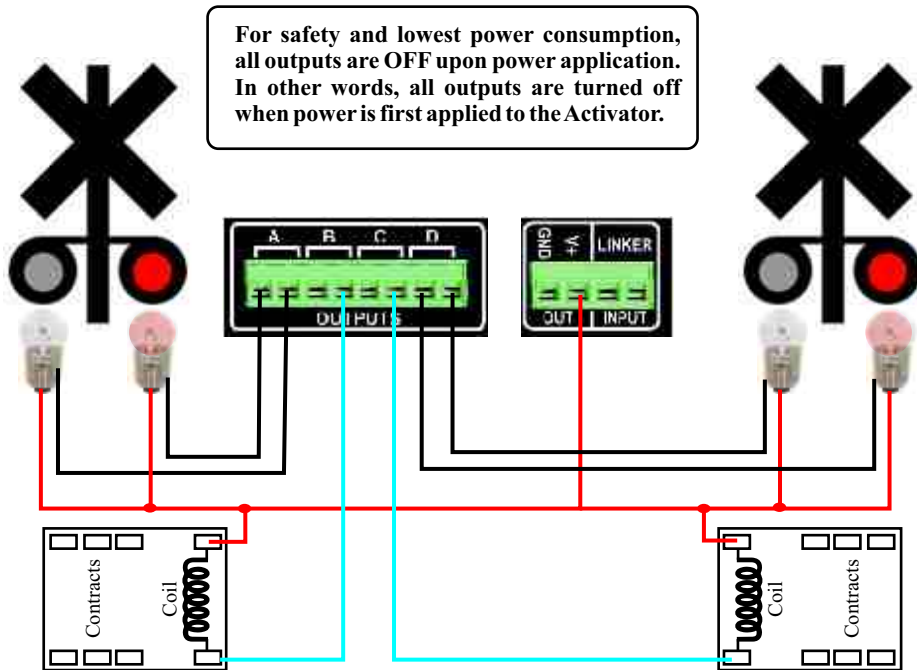 For safety and lowest power consumption,
all outputs are OFF upon power application.
In other words, all outputs are turned off
when power is first applied to the Activator.
A B C D
OUTPUTS
GND V+ LINKER
OUT INPUT
Contracts
Coil
Coil
Contracts